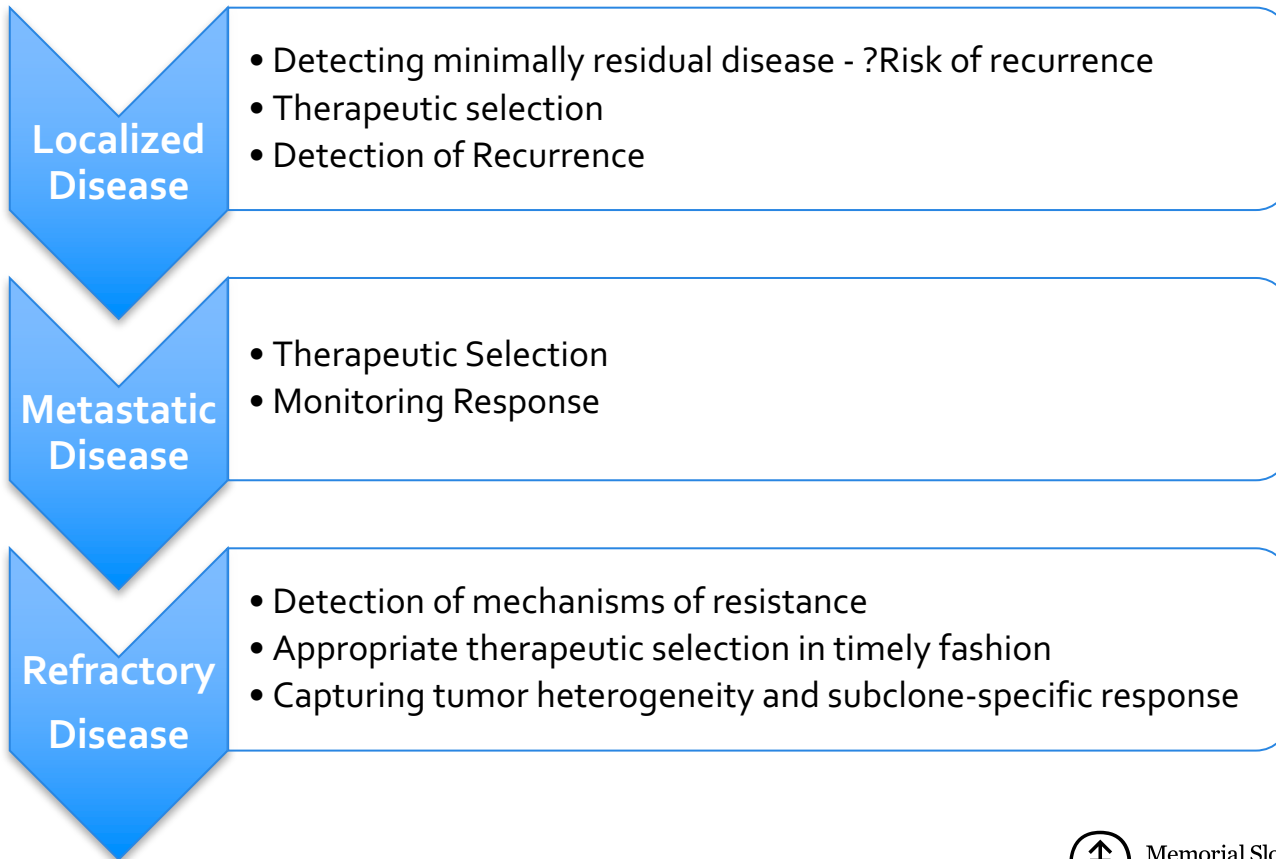 Localized
Disease
• Detecting minimally residual disease - ?Risk of recurrence
• Therapeutic selection
• Detection of Recurrence
Metastatic
Disease
• Therapeutic Selection
• Monitoring Response
Refractory
Disease
• Detection of mechanisms of resistance
• Appropriate therapeutic selection in timely fashion
• Capturing tumor heterogeneity and subclone-specific response
Memorial